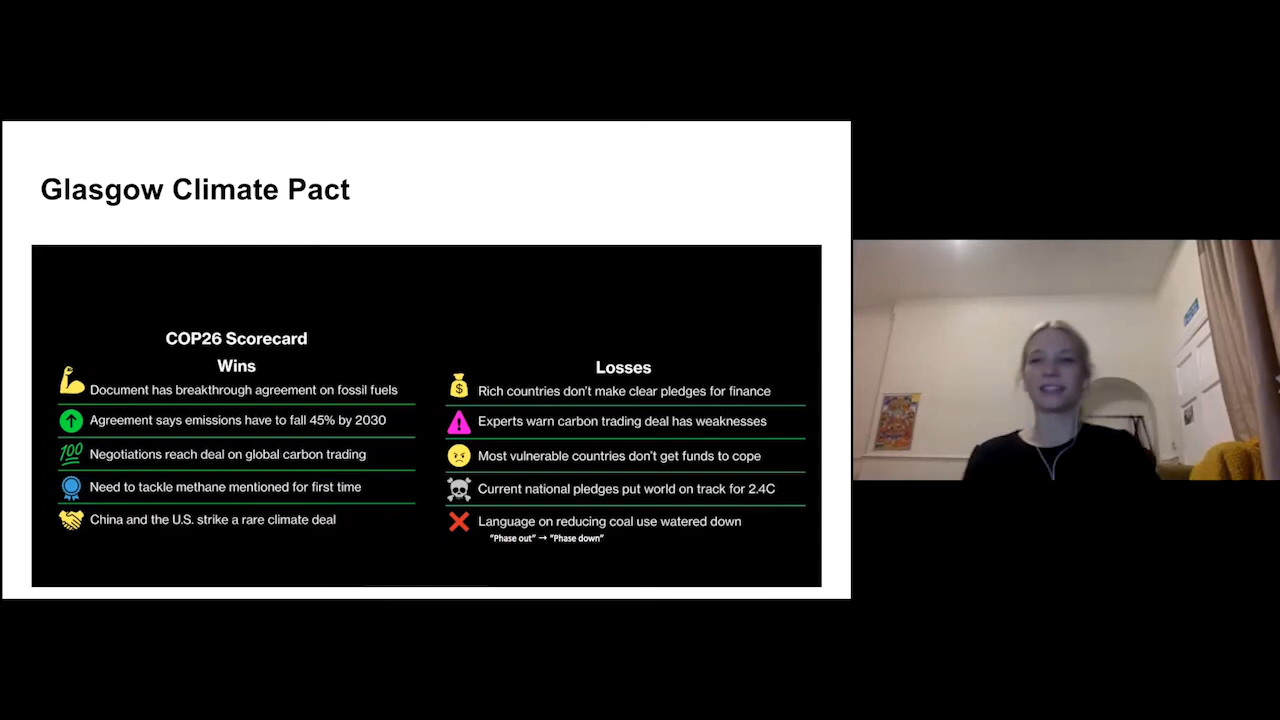 Glasgow Climate Pact
COP26 Scorecard
Wins
Document has breakthrough agreement on fossil fuels
Agreement says emissions have to fall 45% by 2030
100
Negotiations reach deal on global carbon trading
Need to tackle methane mentioned for first time
China and the U.S. strike a rare climate deal
Losses
$
Rich countries don't make clear pledges for finance
!
Experts warn carbon trading deal has weaknesses
Most vulnerable countries don't get funds to cope
Current national pledges put world on track for 2.4C
Language on reducing coal use watered down
"Phase out" → "Phase down"